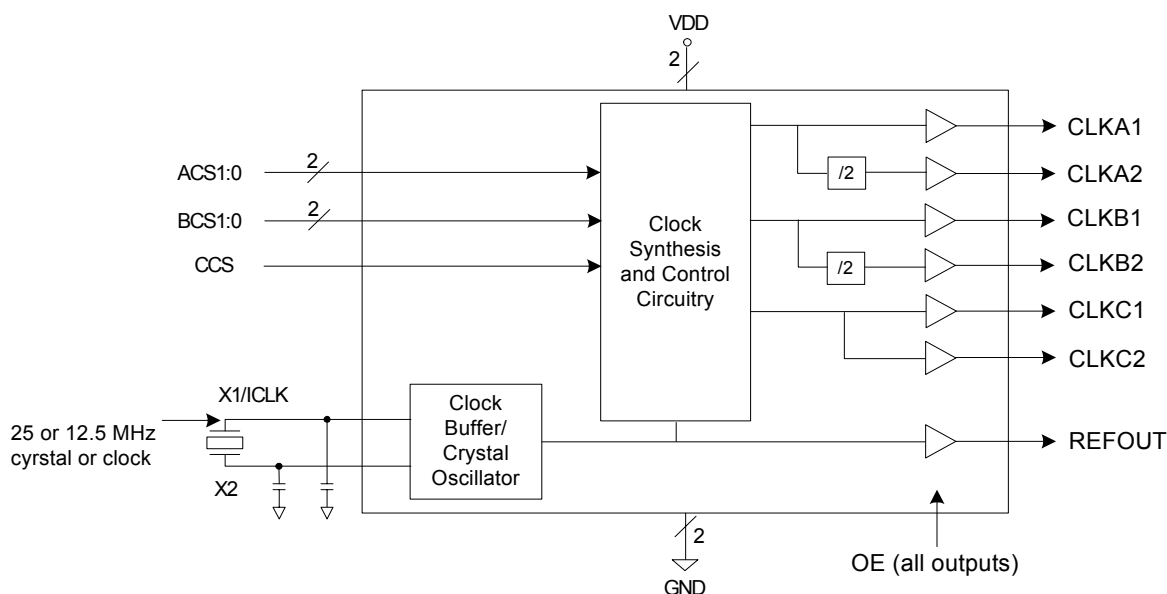 VDD
2
ACS1:0
2
BCS1:0
2
CCS
Clock
Synthesis
and Control
Circuitry
/2
/2
CLKA1
CLKA2
CLKB1
CLKB2
CLKC1
CLKC2
X1/ICLK
25 or 12.5 MHz
cyrstal or clock
X2
Clock
Buffer/
Crystal
Oscillator
REFOUT
2
GND
OE (all outputs)